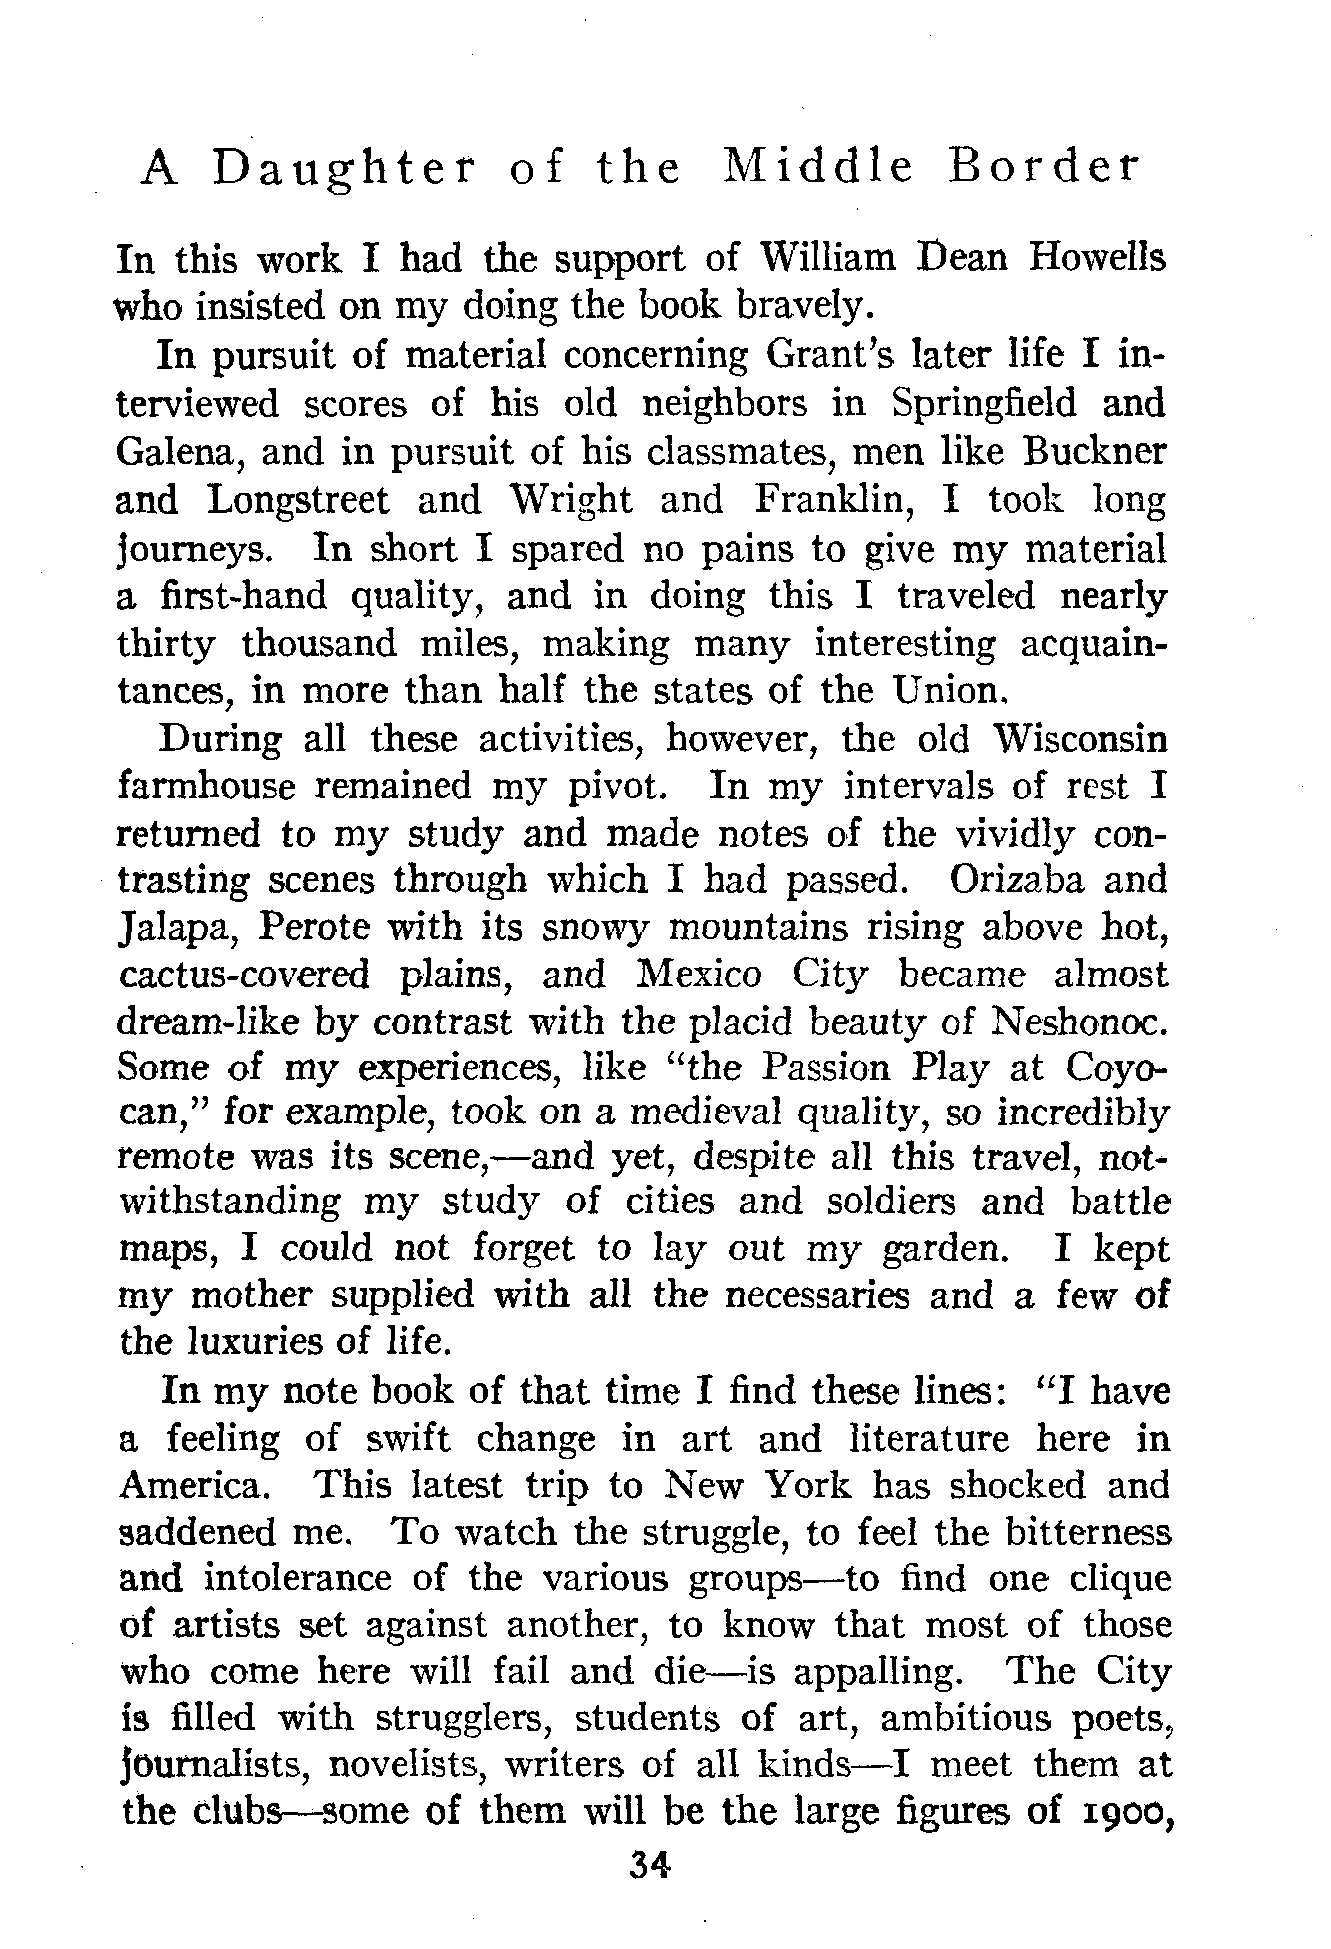 A Daughter of the Middle Border
In this work I had the support of William Dean Howells
who insisted on my doing the book bravely.
In pursuit of material concerning Grant's later life I in-
terviewed scores of his old neighbors in Springfield and
Galena, and in pursuit of his classmates, men like Buckner
and Longstreet and Wright and Franklin, I took long
journeys. In short I spared no pains to give my material
a first-hand quality, and in doing this I traveled nearly
thirty thousand miles, making many interesting acquain-
tances, in more than half the states of the Union.
During all these activities, however, the old Wisconsin
farmhouse remained my pivot. In my intervals of rest I
returned to my study and made notes of the vividly con-
trasting scenes through which I had passed. Orizaba and
Jalapa, Perote with its snowy mountains rising above hot,
cactus-covered plains, and Mexico City became almost
dream-like by contrast with the placid beauty of Neshonoc.
Some of my experiences, like “the Passion Play at Coyo-
can,” for example, took on a medieval quality, so incredibly
remote was its scene,—and yet, despite all this travel, not-
withstanding my study of cities and soldiers and battle
maps, I could not forget to lay out my garden. I kept
my mother supplied with all the necessaries and a few of
the luxuries of life.
In my note book of that time I find these lines: “I have
a feeling of swift change in art and literature here in
America. This latest trip to New York has shocked and
saddened me. To watch the struggle, to feel the bitterness
and intolerance of the various groups—to find one clique
of artists set against another, to know that most of those
who come here will fail and die—is appalling. The City
is filled with strugglers, students of art, ambitious poets,
journalists, novelists, writers of all kinds—I meet them at
the clubs—some of them will be the large figures of 1900,
34